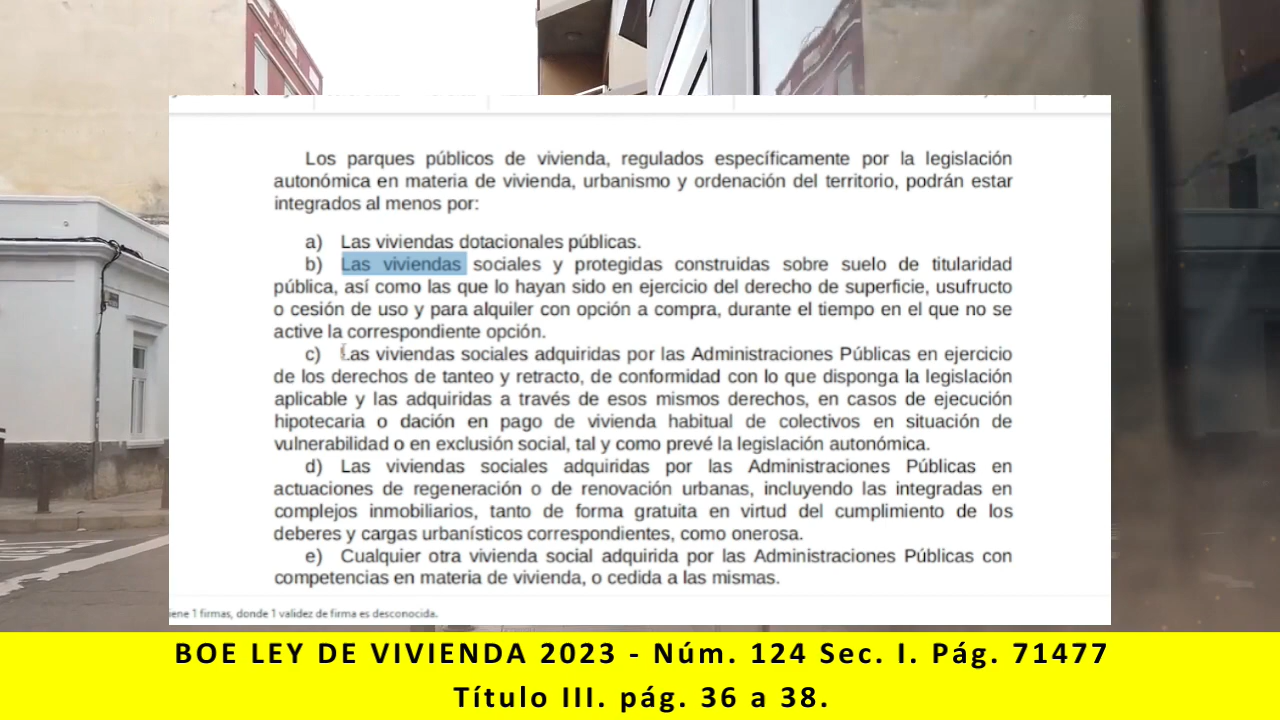 Los parques públicos de vivienda, regulados específicamente por la legislación
autonómica en materia de vivienda, urbanismo y ordenación del territorio, podrán estar
integrados al menos por:
a) Las viviendas dotacionales públicas.
b) Las viviendas sociales y protegidas construidas sobre suelo de titularidad
pública, así como las que lo hayan sido en ejercicio del derecho de superficie, usufructo
o cesión de uso y para alquiler con opción a compra, durante el tiempo en el que no se
active la correspondiente opción.
c) Las viviendas sociales adquiridas por las Administraciones Públicas en ejercicio
de los derechos de tanteo y retracto, de conformidad con lo que disponga la legislación
aplicable y las adquiridas a través de esos mismos derechos, en casos de ejecución
hipotecaria o dación en pago de vivienda habitual de colectivos en situación de
vulnerabilidad o en exclusión social, tal y como prevé la legislación autonómica.
d) Las viviendas sociales adquiridas por las Administraciones Públicas en
actuaciones de regeneración o de renovación urbanas, incluyendo las integradas en
complejos inmobiliarios, tanto de forma gratuita en virtud del cumplimiento de los
deberes y cargas urbanísticos correspondientes, como onerosa.
e) Cualquier otra vivienda social adquirida por las Administraciones Públicas con
competencias en materia de vivienda, o cedida a las mismas.
iene 1 firmas, donde 1 validez de firma es desconocida.
BOE LEY DE VIVIENDA 2023 - Núm. 124 Sec. I. Pág. 71477
Título III. pág. 36 a 38.